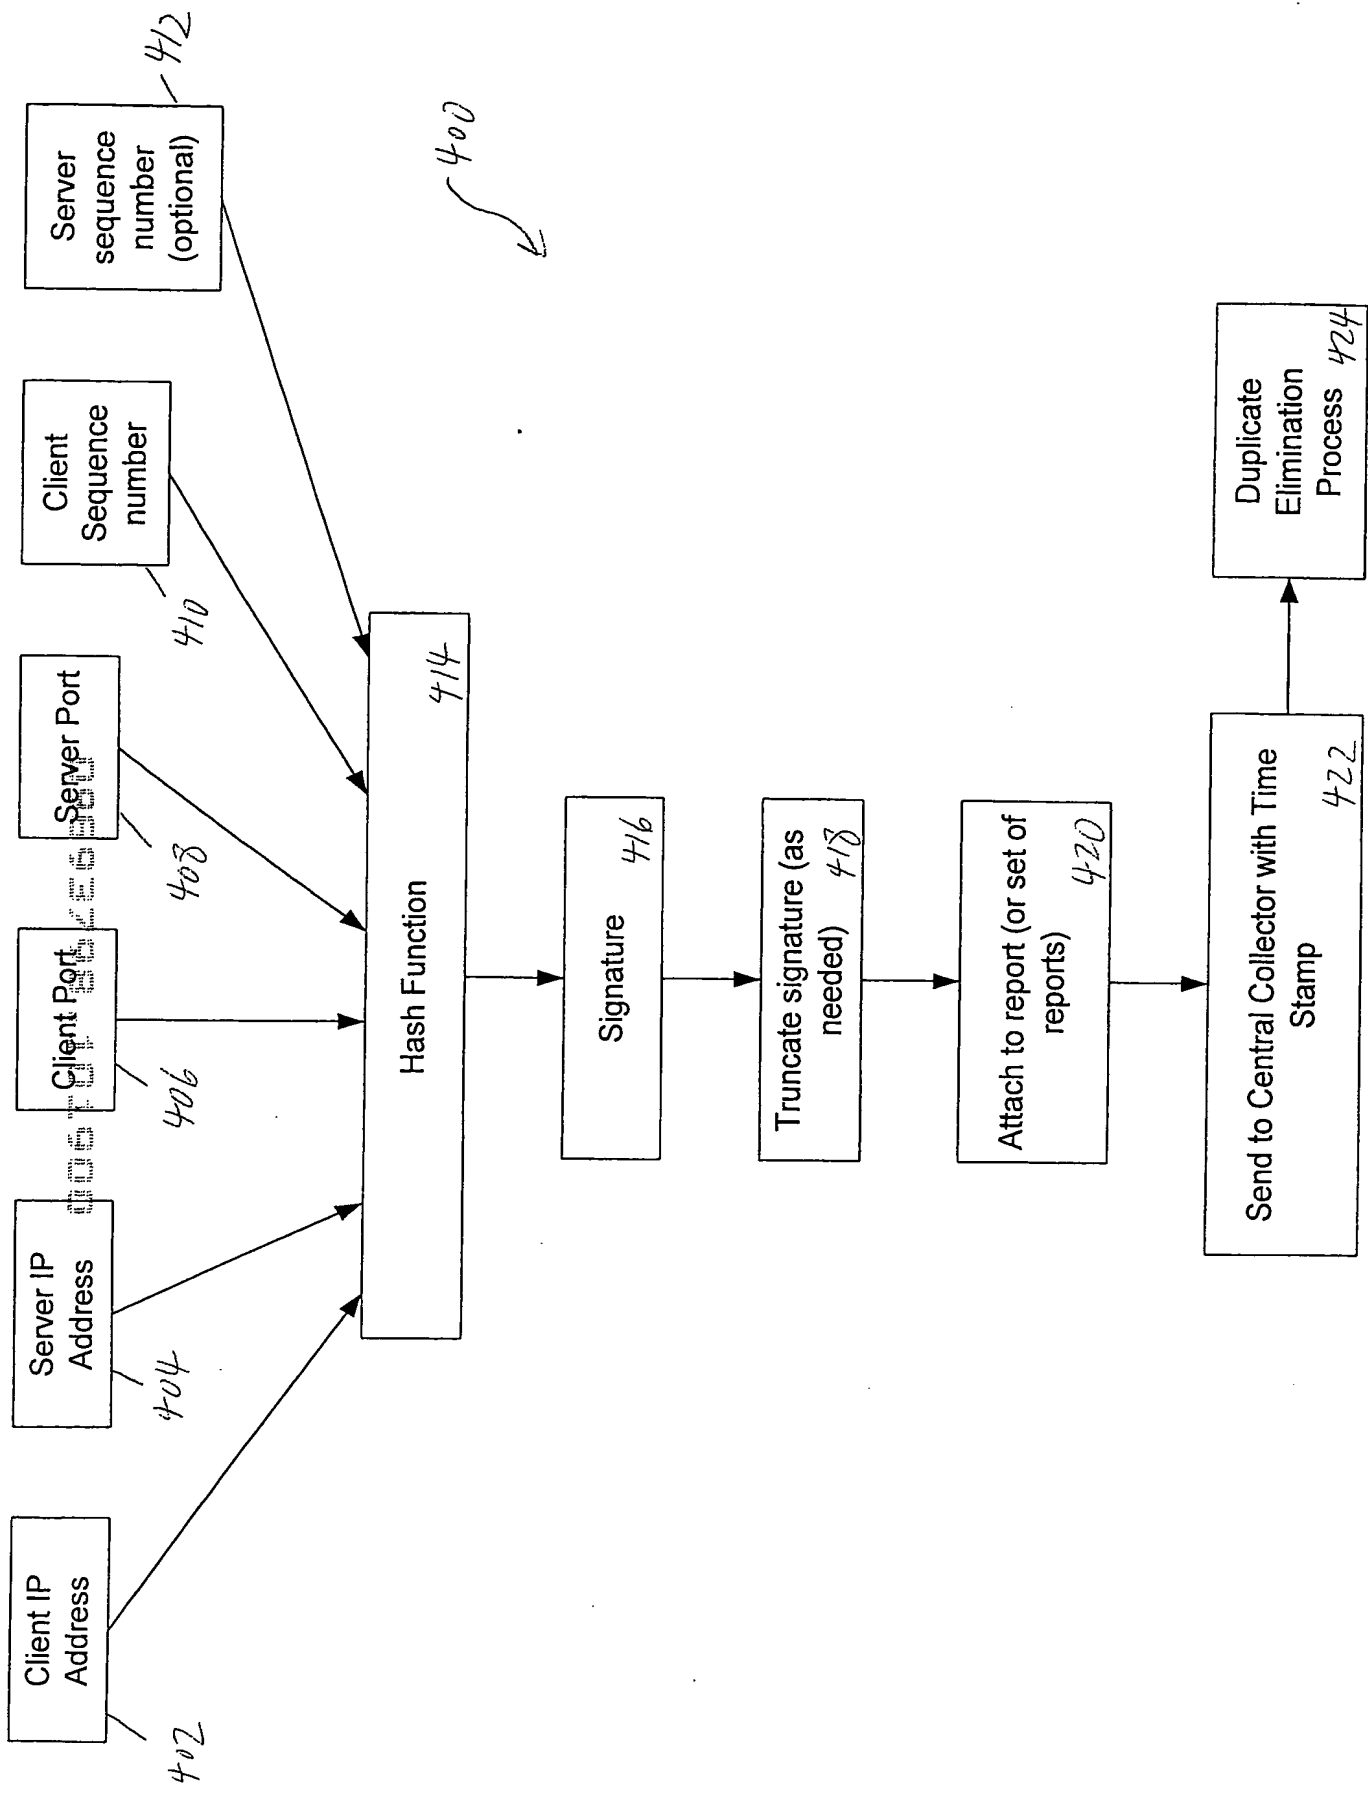 Client IP
Address
402
Server IP
Address
404
Client Port
406
Server Port
408
Client
Sequence
number
410
Server
sequence
number
(optional)
412
400
Hash Function
414
Signature
416
Truncate signature (as
needed)
418
Attach to report (or set of
reports)
420
Send to Central Collector with Time
Stamp
422
Duplicate
Elimination
Process
424